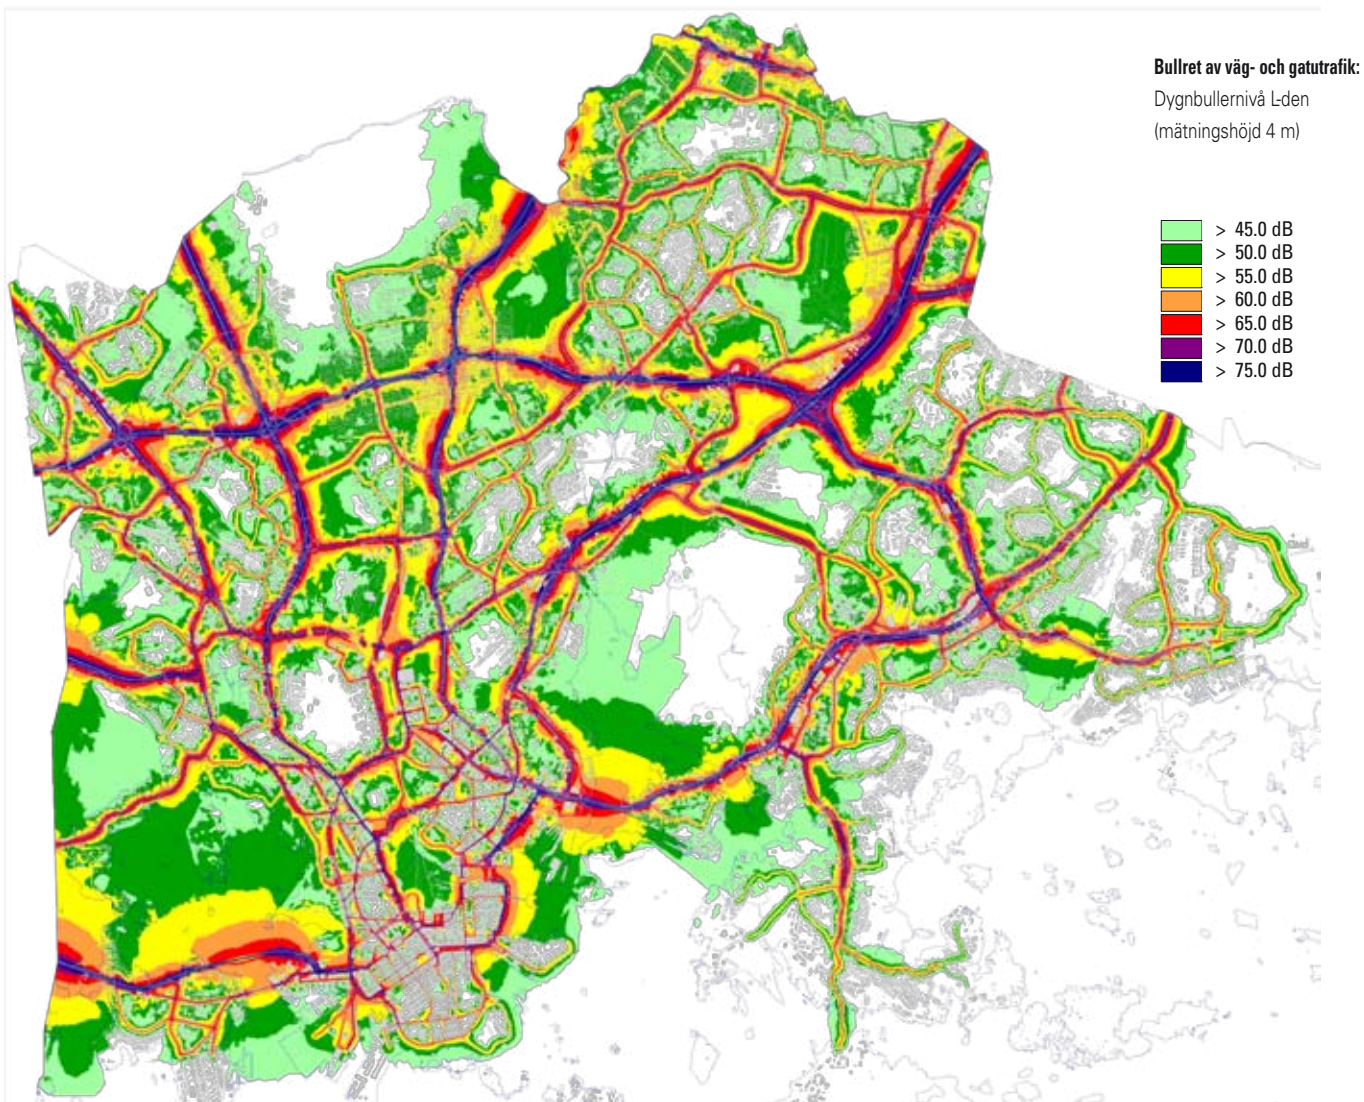 Bullret av väg- och gatutrafik:
Dygnbullernivå L-den
(mätningshöjd 4 m)
> 45.0 dB
> 50.0 dB
> 55.0 dB
> 60.0 dB
> 65.0 dB
> 70.0 dB
> 75.0 dB